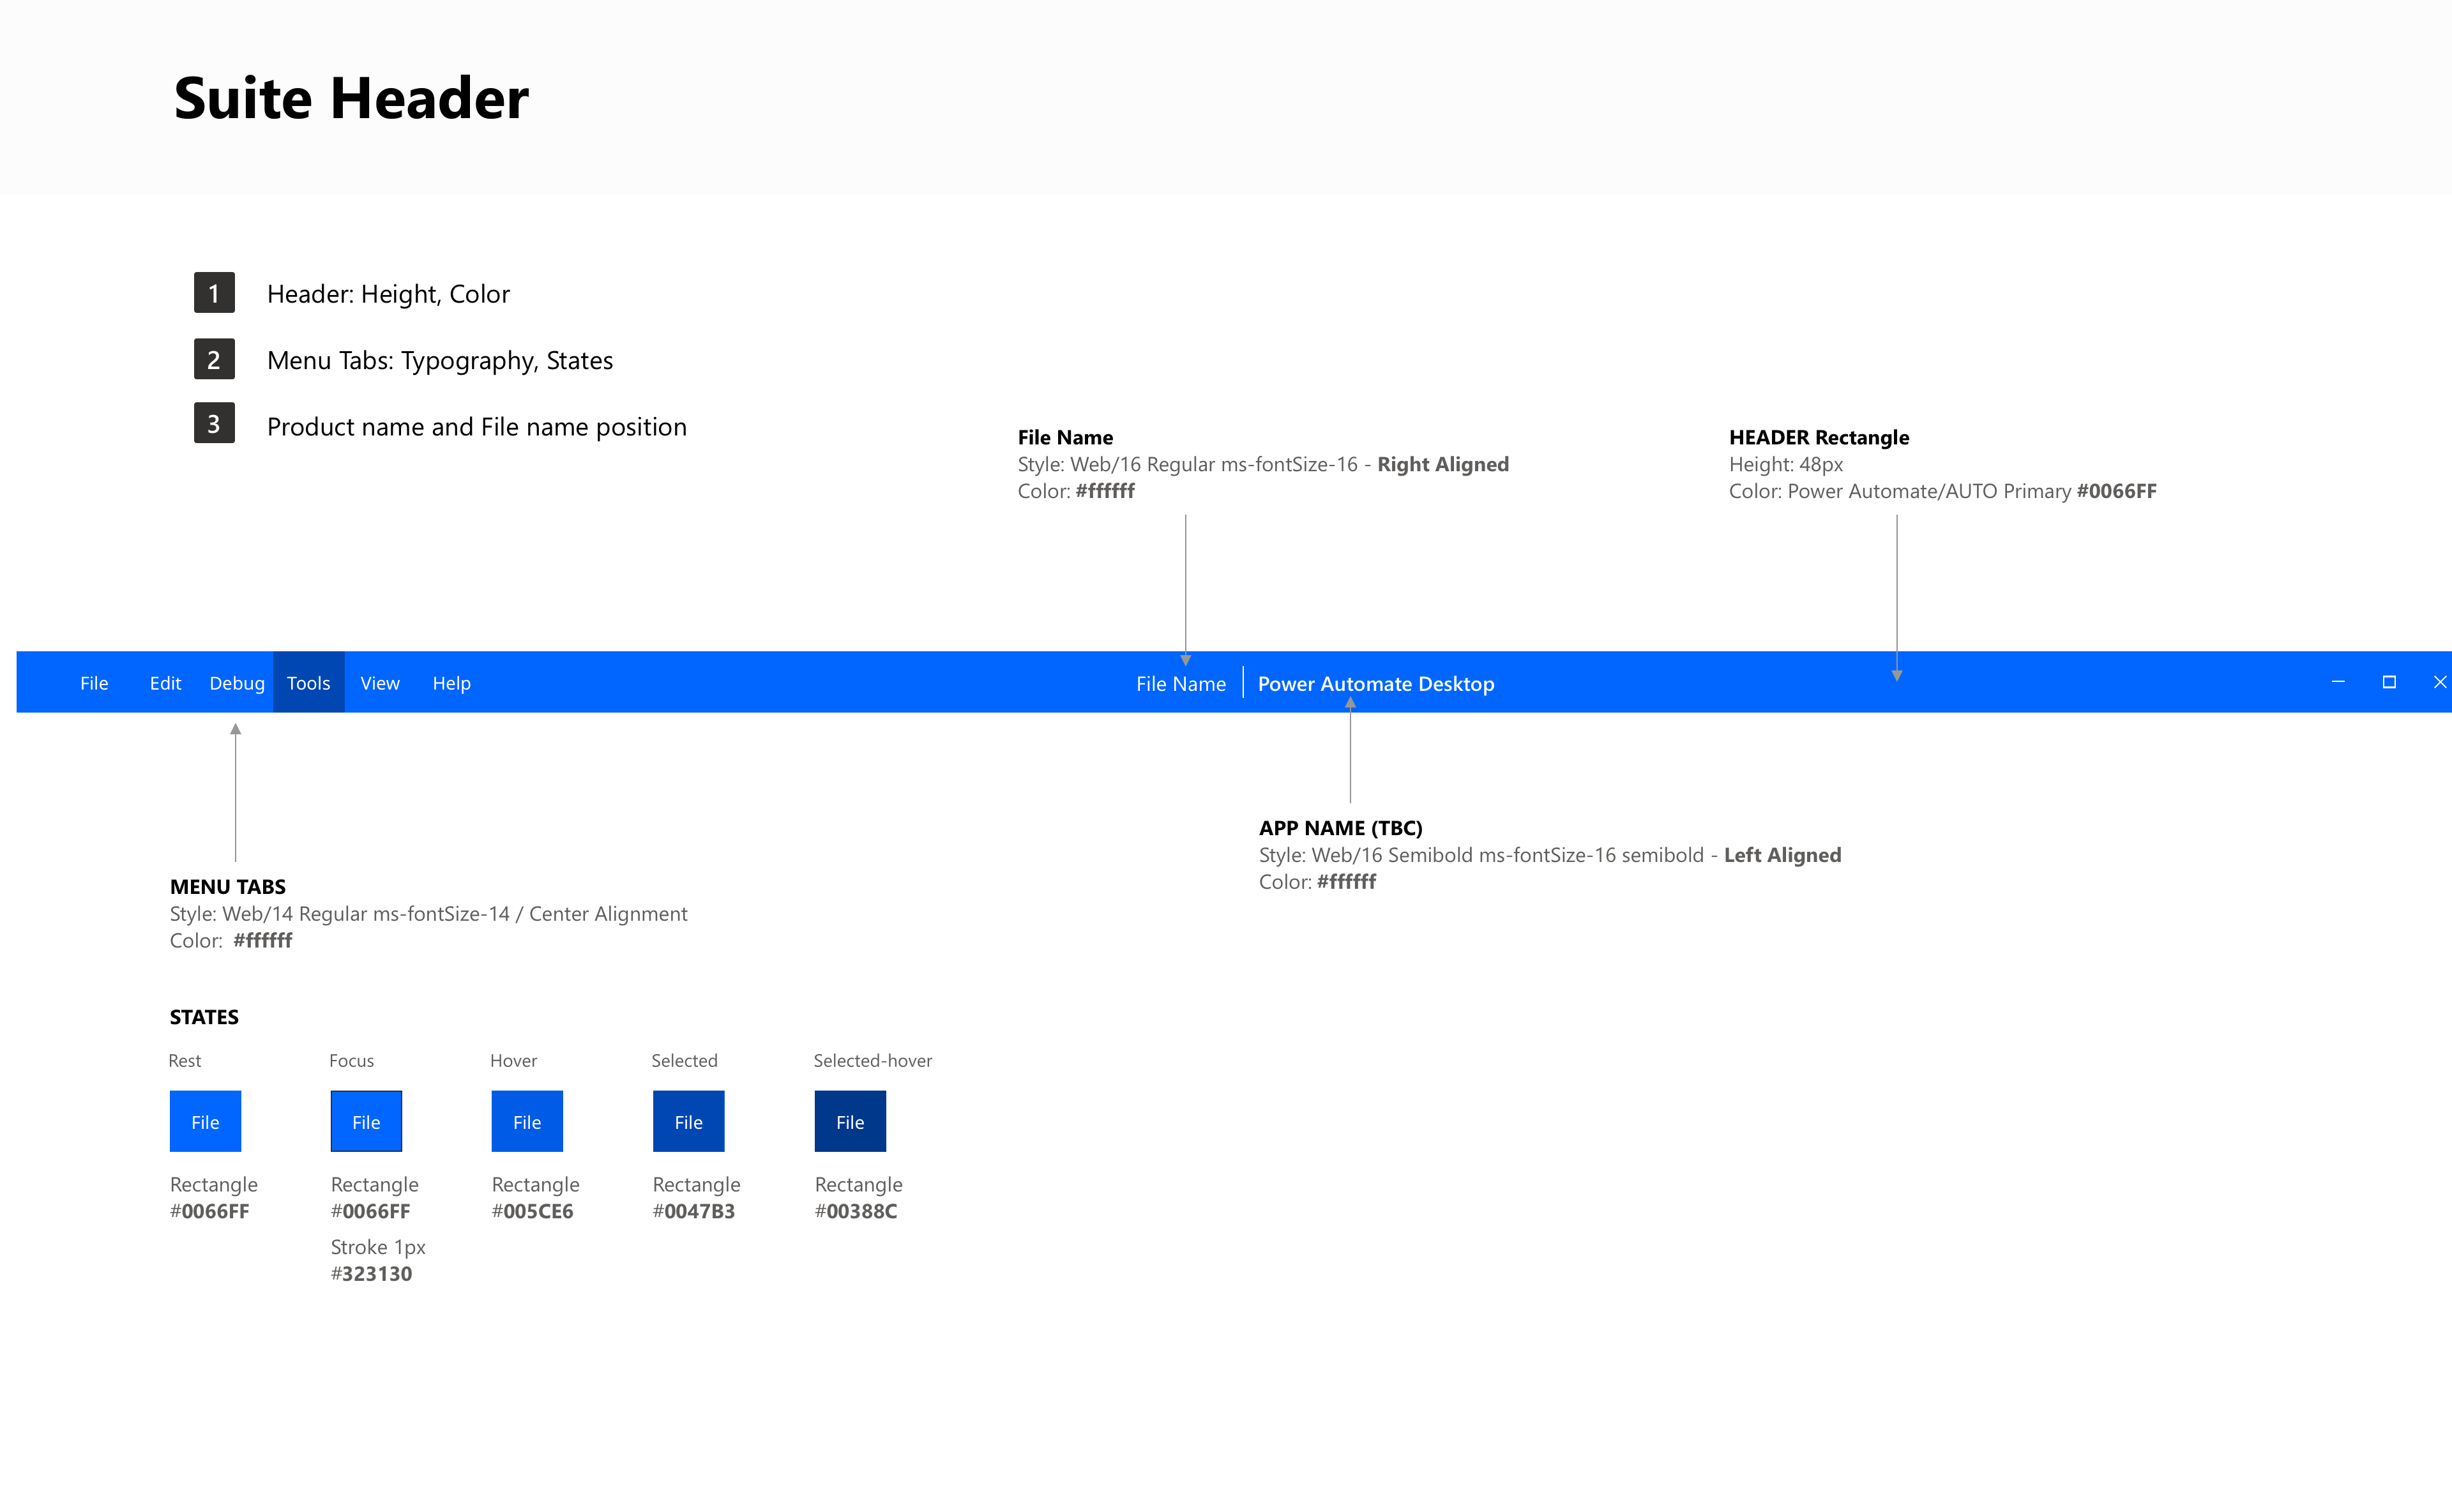 Suite Header
1 Header: Height, Color
2 Menu Tabs: Typography, States
3 Product name and File name position
File Name
Style: Web/16 Regular ms-fontSize-16 - Right Aligned
Color: #ffffff
HEADER Rectangle
Height: 48px
Color: Power Automate/AUTO Primary #0066FF
File Edit Debug Tools View Help File Name Power Automate Desktop
APP NAME (TBC)
Style: Web/16 Semibold ms-fontSize-16 semibold - Left Aligned
Color: #ffffff
MENU TABS
Style: Web/14 Regular ms-fontSize-14 / Center Alignment
Color: #ffffff
STATES
Rest Focus Hover Selected Selected-hover
File File File File File
Rectangle Rectangle Rectangle Rectangle Rectangle
#0066FF #0066FF #005CE6 #0047B3 #00388C
Stroke 1px
#323130